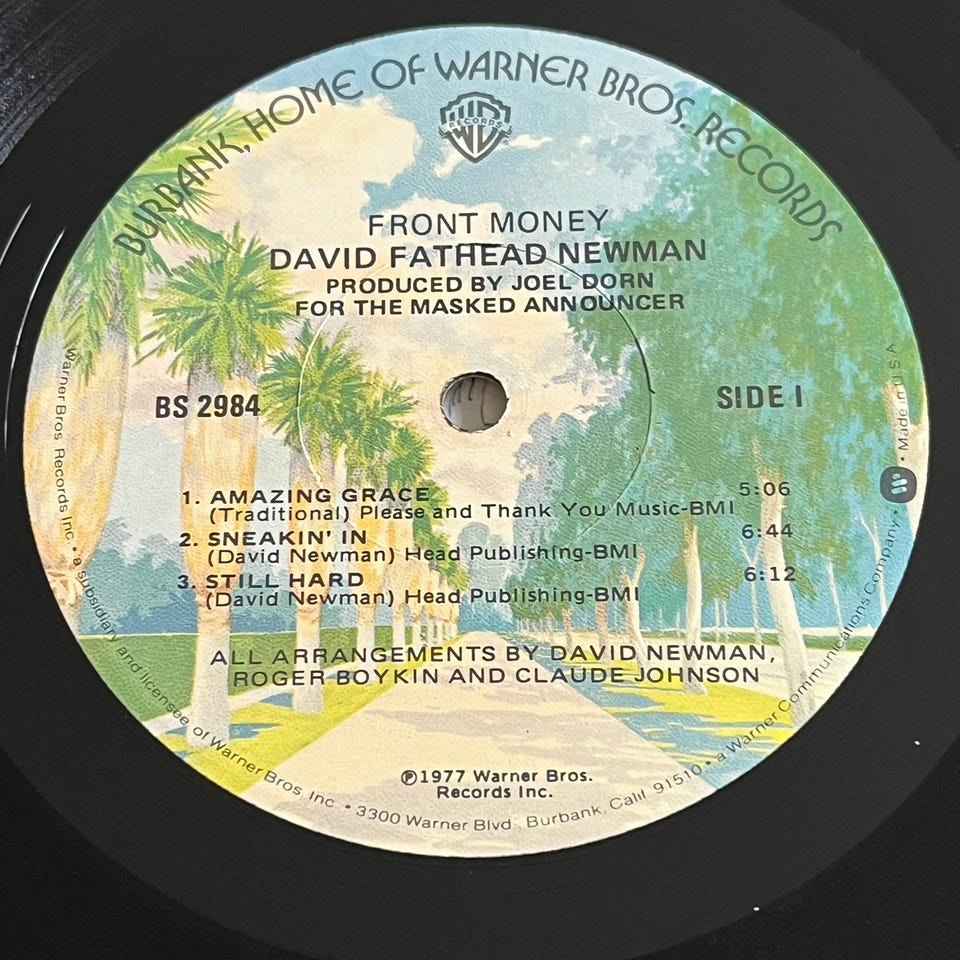 BURBANK, HOME OF WARNER BROS. RECORDS
RECORDS
FRONT MONEY
DAVID FATHEAD NEWMAN
PRODUCED BY JOEL DORN
FOR THE MASKED ANNOUNCER
BS 2984
SIDE 1
1. AMAZING GRACE 5:06
(Traditional) Please and Thank You Music-BMI
2. SNEAKIN' IN 6:44
(David Newman) Head Publishing-BMI
3. STILL HARD 6:12
(David Newman) Head Publishing-BMI
ALL ARRANGEMENTS BY DAVID NEWMAN,
ROGER BOYKIN AND CLAUDE JOHNSON
℗1977 Warner Bros.
Records Inc.
Warner Bros Records Inc. • a subsidiary and licensee of Warner Bros. Inc • 3300 Warner Blvd., Burbank, Calif. 91510 • a Warner Communications Company • Made in U S A